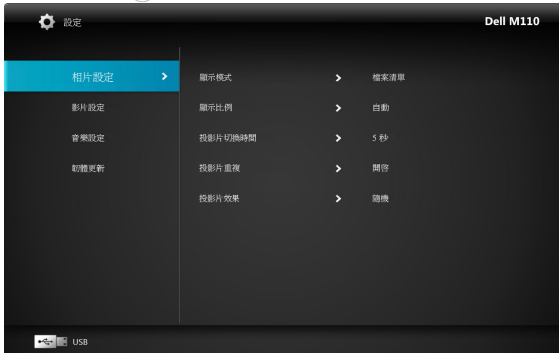 設定
Dell M110
相片設定
影片設定
音樂設定
韌體更新
顯示模式 檔案清單
顯示比例 自動
投影片切換時間 5 秒
投影片重複 開啓
投影片效果 隨機
USB